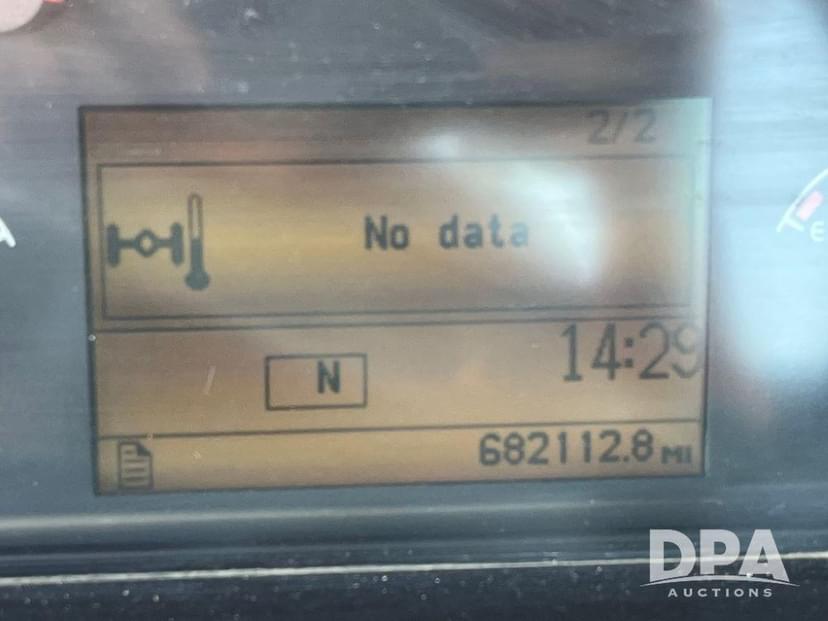 2/2
No data
N
14:29
682112.8 MI
E
DPA
AUCTIONS